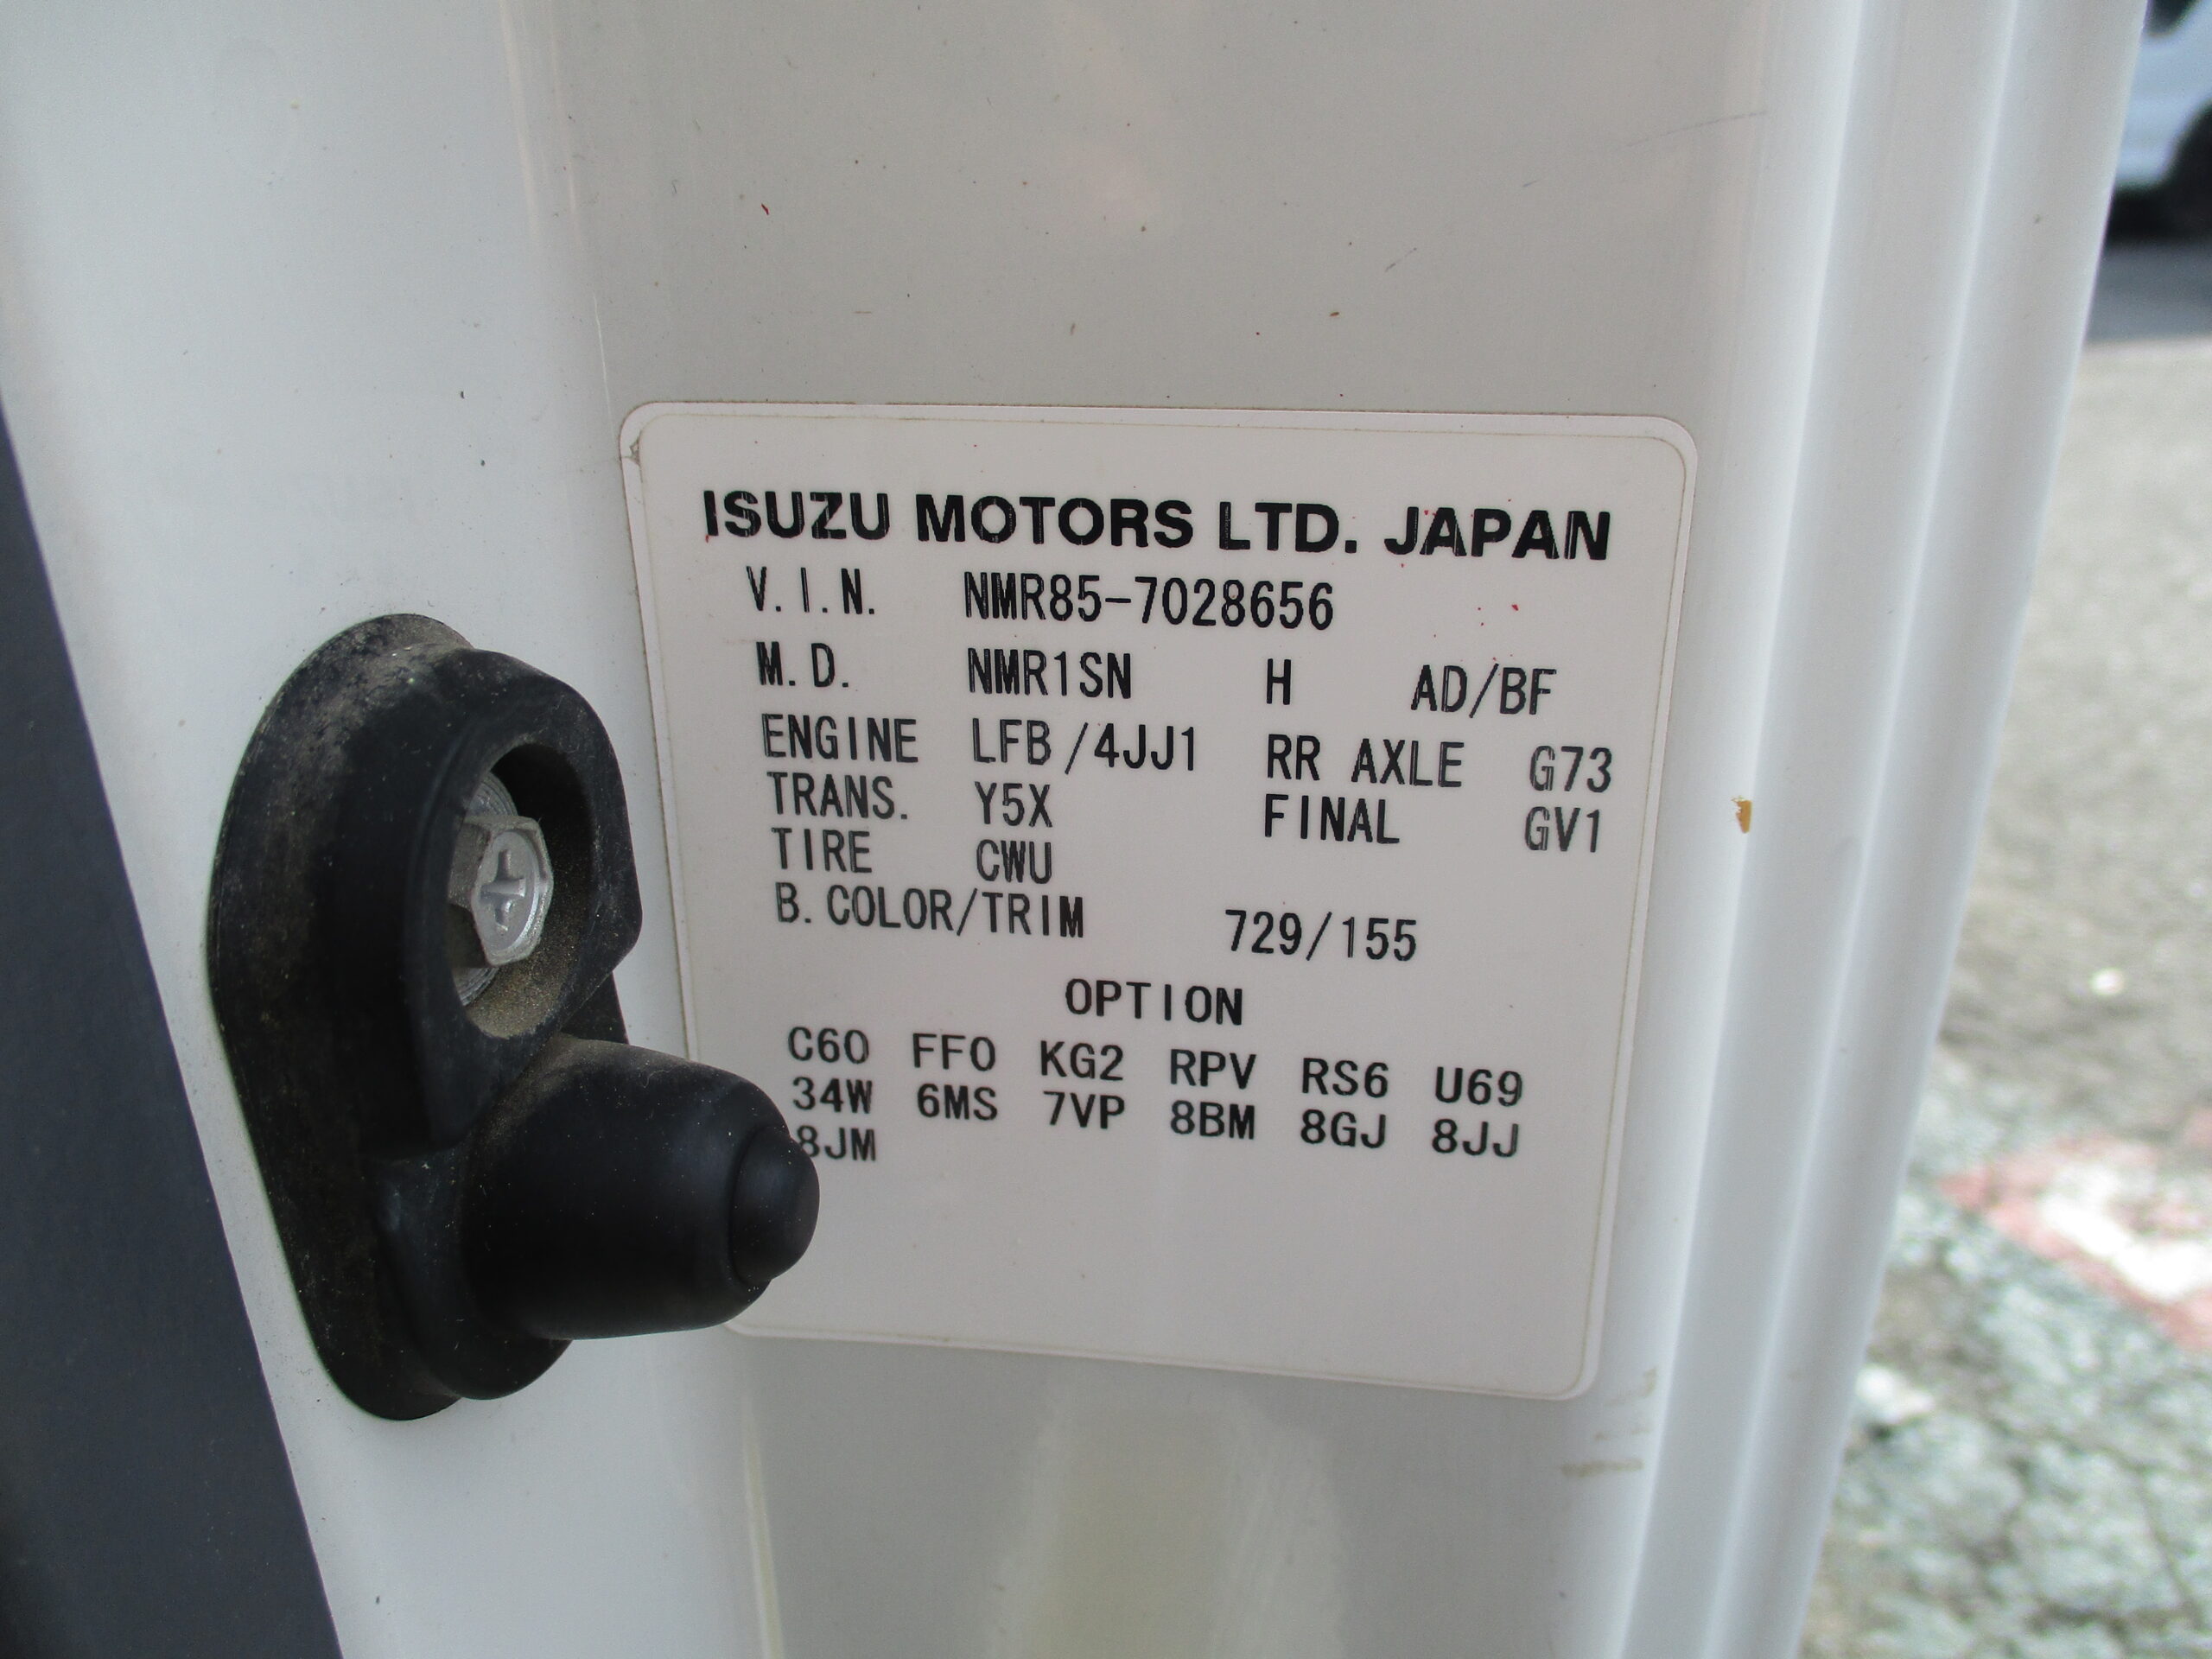 ISUZU MOTORS LTD. JAPAN
V.I.N. NMR85-7028656
M.D. NMR1SN H AD/BF
ENGINE LFB/4JJ1 RR AXLE G73
TRANS. Y5X FINAL GV1
TIRE CWU
B.COLOR/TRIM 729/155
OPTION
C60 FF0 KG2 RPV RS6 U69
34W 6MS 7VP 8BM 8GJ 8JJ
8JM